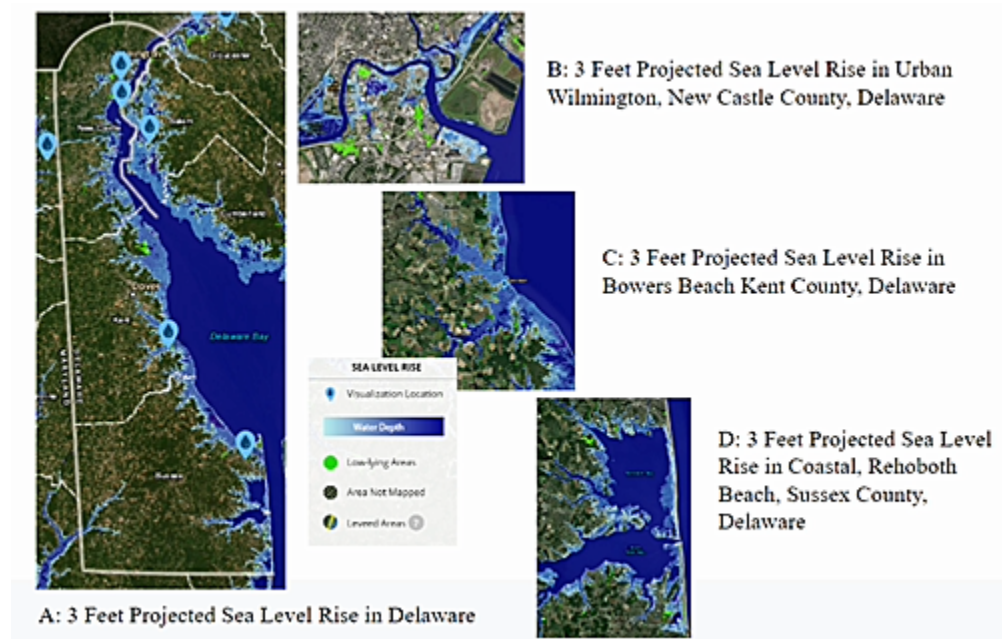 B: 3 Feet Projected Sea Level Rise in Urban
Wilmington, New Castle County, Delaware
C: 3 Feet Projected Sea Level Rise in
Bowers Beach Kent County, Delaware
Dover
Delaware Bay
MARYLAND
DELAWARE
SEA LEVEL RISE
Visualization Location
Water Depth
Low-lying Areas
Area Not Mapped
Leveed Areas ?
D: 3 Feet Projected Sea Level
Rise in Coastal, Rehoboth
Beach, Sussex County,
Delaware
A: 3 Feet Projected Sea Level Rise in Delaware